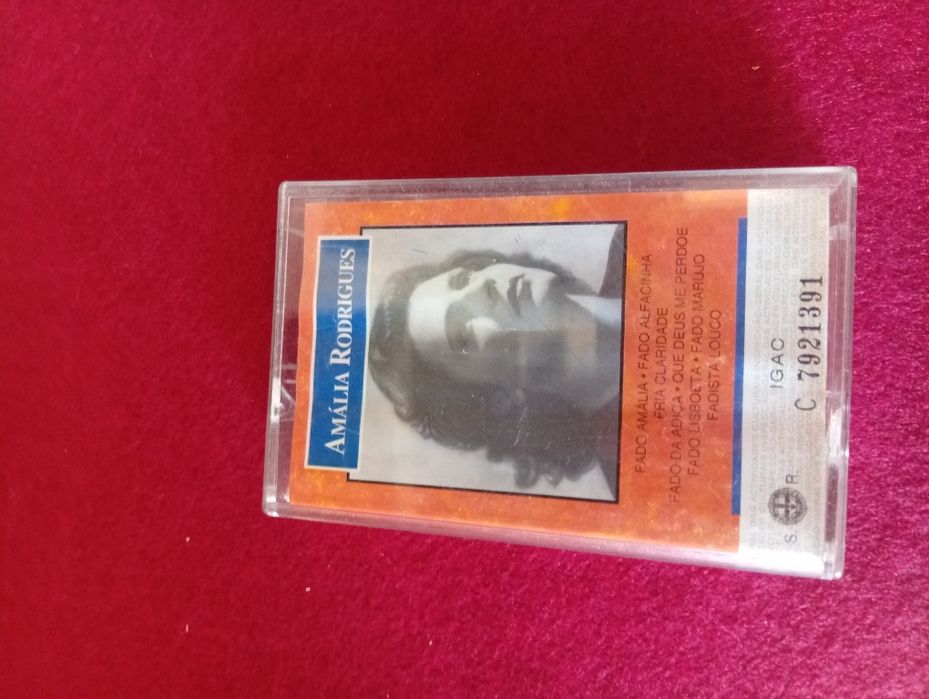 AMÁLIA RODRIGUES
FADO AMÁLIA • FADO ALFACINHA
FRIA CLARIDADE
FADO DA ADIÇA • QUE DEUS ME PERDOE
FADO LISBOETA • FADO MARUJO
FADISTA LOUCO
IGAC
S. R.
C 7921391